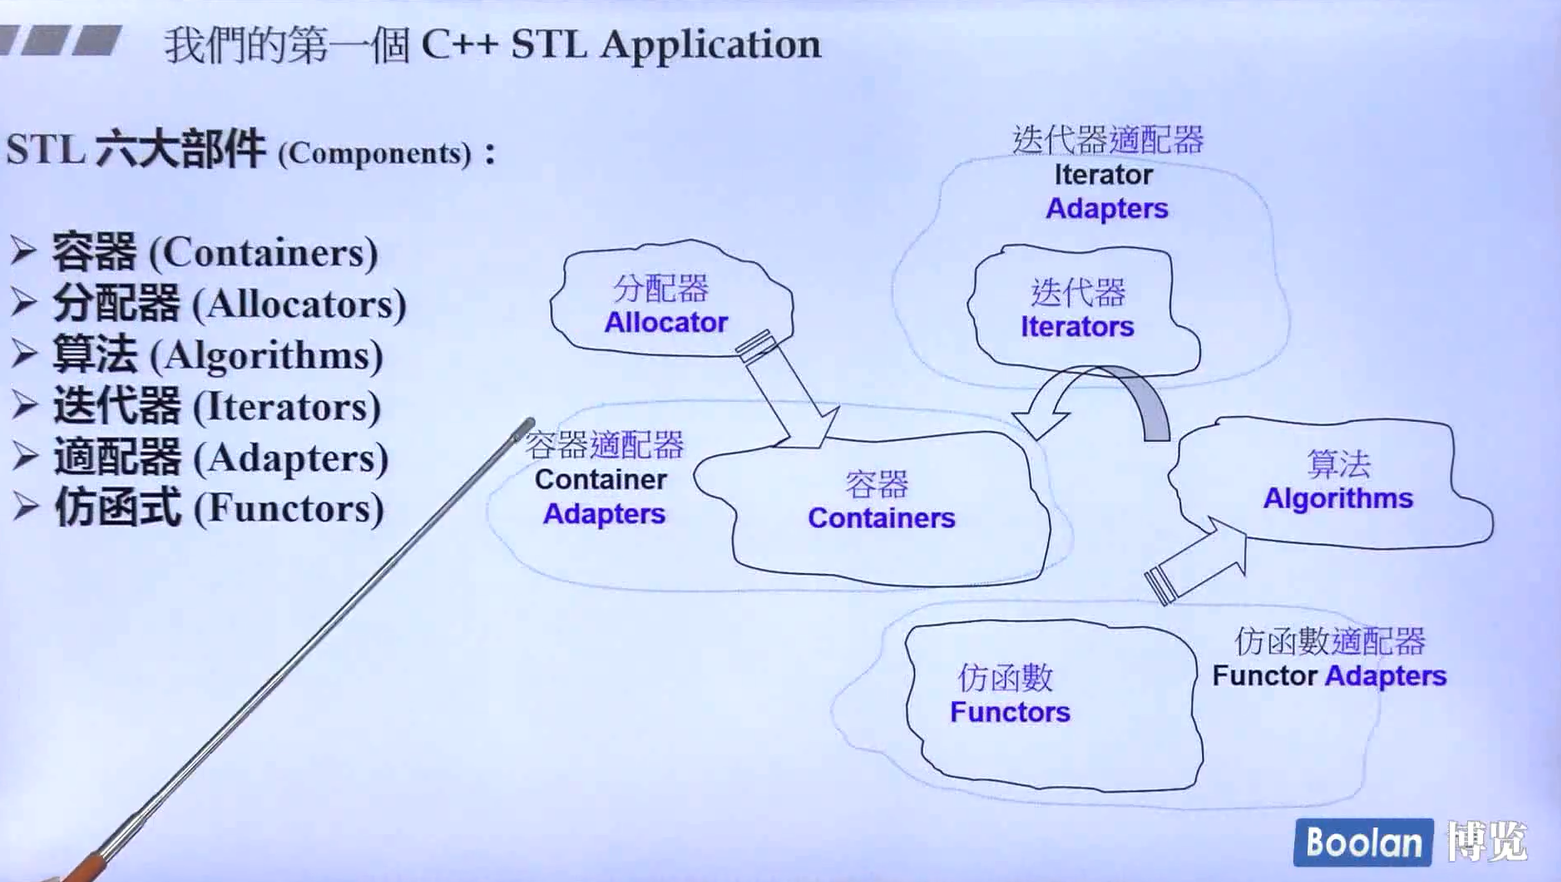 我們的第一個 C++ STL Application
STL 六大部件 (Components)：
容器 (Containers)
分配器 (Allocators)
算法 (Algorithms)
迭代器 (Iterators)
適配器 (Adapters)
仿函式 (Functors)
迭代器適配器
Iterator
Adapters
分配器
Allocator
迭代器
Iterators
容器適配器
Container
Adapters
容器
Containers
算法
Algorithms
仿函數
Functors
仿函數適配器
Functor Adapters
Boolan 博览